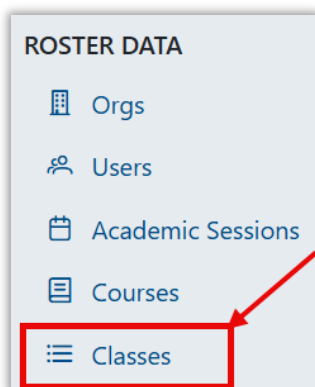 ROSTER DATA
Orgs
Users
Academic Sessions
Courses
Classes